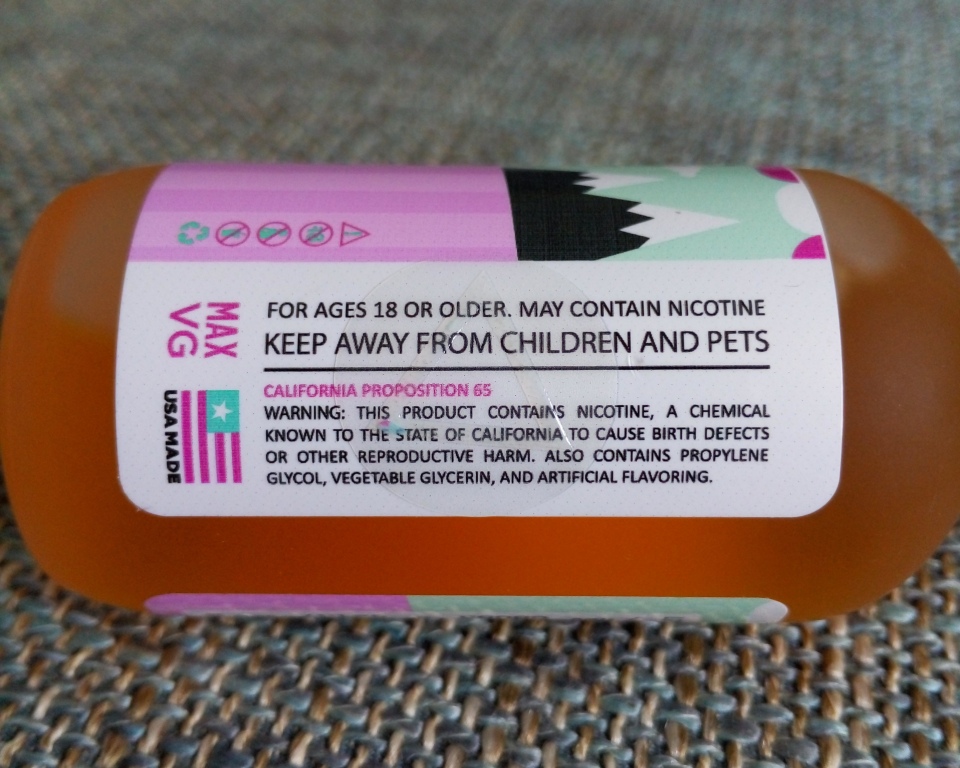 FOR AGES 18 OR OLDER. MAY CONTAIN NICOTINE
KEEP AWAY FROM CHILDREN AND PETS
CALIFORNIA PROPOSITION 65
WARNING: THIS PRODUCT CONTAINS NICOTINE, A CHEMICAL
KNOWN TO THE STATE OF CALIFORNIA TO CAUSE BIRTH DEFECTS
OR OTHER REPRODUCTIVE HARM. ALSO CONTAINS PROPYLENE
GLYCOL, VEGETABLE GLYCERIN, AND ARTIFICIAL FLAVORING.
MAX
VG
USA MADE